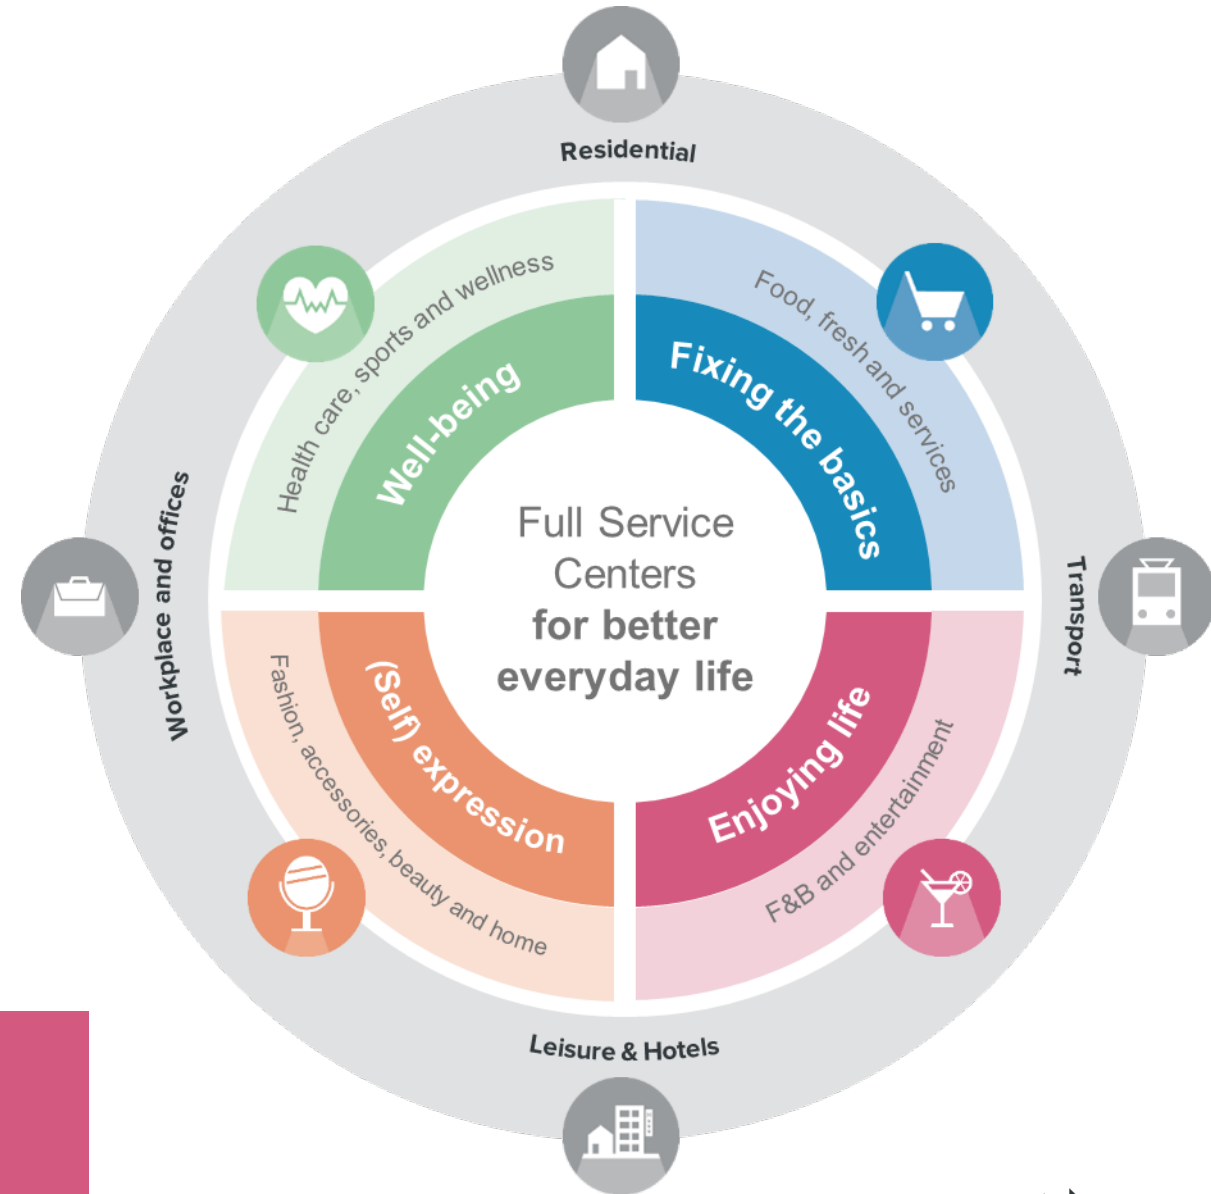 Residential
Health care, sports and wellness
Well-being
Food, fresh and services
Fixing the basics
Workplace and offices
Full Service
Centers
for better
everyday life
Transport
(Self) expression
Fashion, accessories, beauty and home
Enjoying life
F&B and entertainment
Leisure & Hotels